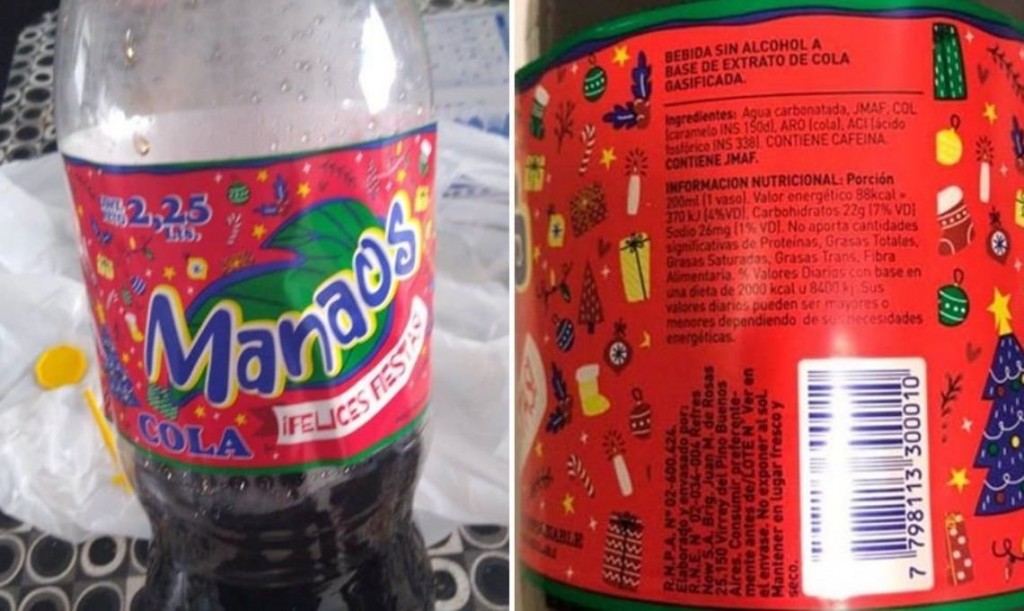 CONT. NETO 2,25 LTS.
Manaos
¡FELICES FIESTAS
COLA
BEBIDA SIN ALCOHOL A
BASE DE EXTRATO DE COLA
GASIFICADA.
Ingredientes: Agua carbonatada, JMAF, COL
(caramelo INS 150d), ARO (cola), ACI (ácido
fosfórico INS 338). CONTIENE CAFEINA.
CONTIENE JMAF.
INFORMACION NUTRICIONAL: Porción
200ml (1 vaso). Valor energético 88kcal =
370 kJ (4%VD). Carbohidratos 22g (7% VD)
Sodio 26mg (1% VD). No aporta cantidades
significativas de Proteínas, Grasas Totales,
Grasas Saturadas, Grasas Trans, Fibra
Alimentaria. % Valores Diarios con base en
una dieta de 2000 kcal u 8400 kj. Sus
valores diarios pueden ser mayores o
menores dependiendo de sus necesidades
energéticas.
R.N.P.A. N° 02-600.426.
Elaborado y envasado por:
R.N.E. N° 02-034-004 Refres
Now S.A. Brig. Juan M. de Rosas
25.150 Virrey del Pino Buenos
Aires. Consumir preferente-
mente antes de/LOTE N° Ver en
el envase. No exponer al sol.
Mantener en lugar fresco y
seco.
7 798113 300010